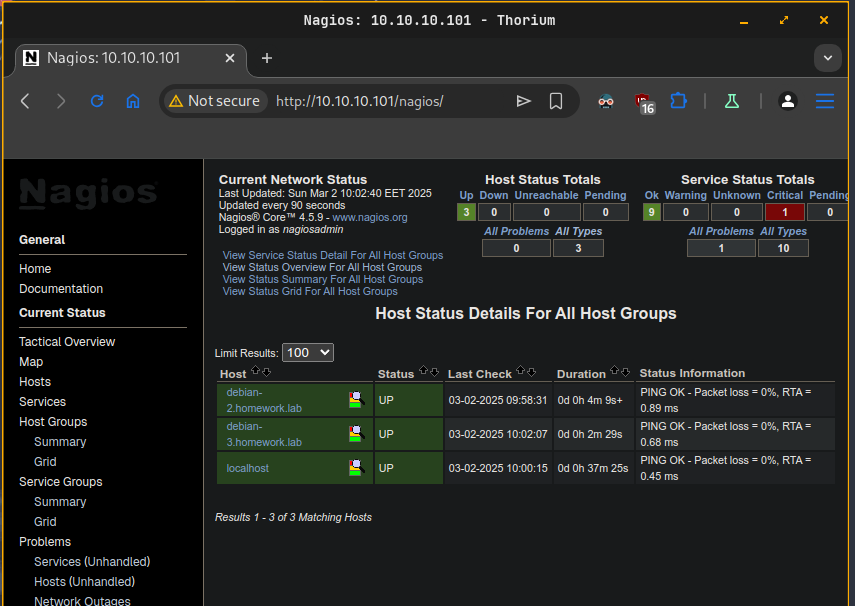 Nagios: 10.10.10.101 - Thorium
Nagios: 10.10.10.101
Not secure
http://10.10.10.101/nagios/
16
Nagios
General
Home
Documentation
Current Status
Tactical Overview
Map
Hosts
Services
Host Groups
Summary
Grid
Service Groups
Summary
Grid
Problems
Services (Unhandled)
Hosts (Unhandled)
Network Outages
Current Network Status
Last Updated: Sun Mar 2 10:02:40 EET 2025
Updated every 90 seconds
Nagios® Core™ 4.5.9 - www.nagios.org
Logged in as nagiosadmin
View Service Status Detail For All Host Groups
View Status Overview For All Host Groups
View Status Summary For All Host Groups
View Status Grid For All Host Groups
Host Status Totals
Up Down Unreachable Pending
3 0 0 0
All Problems All Types
0 3
Service Status Totals
Ok Warning Unknown Critical Pending
9 0 0 1 0
All Problems All Types
1 10
Host Status Details For All Host Groups
Limit Results: 100
Host Status Last Check Duration Status Information
debian-
2.homework.lab
UP
03-02-2025 09:58:31
0d 0h 4m 9s+
PING OK - Packet loss = 0%, RTA =
0.89 ms
debian-
3.homework.lab
UP
03-02-2025 10:02:07
0d 0h 2m 29s
PING OK - Packet loss = 0%, RTA =
0.68 ms
localhost
UP
03-02-2025 10:00:15
0d 0h 37m 25s
PING OK - Packet loss = 0%, RTA =
0.45 ms
Results 1 - 3 of 3 Matching Hosts